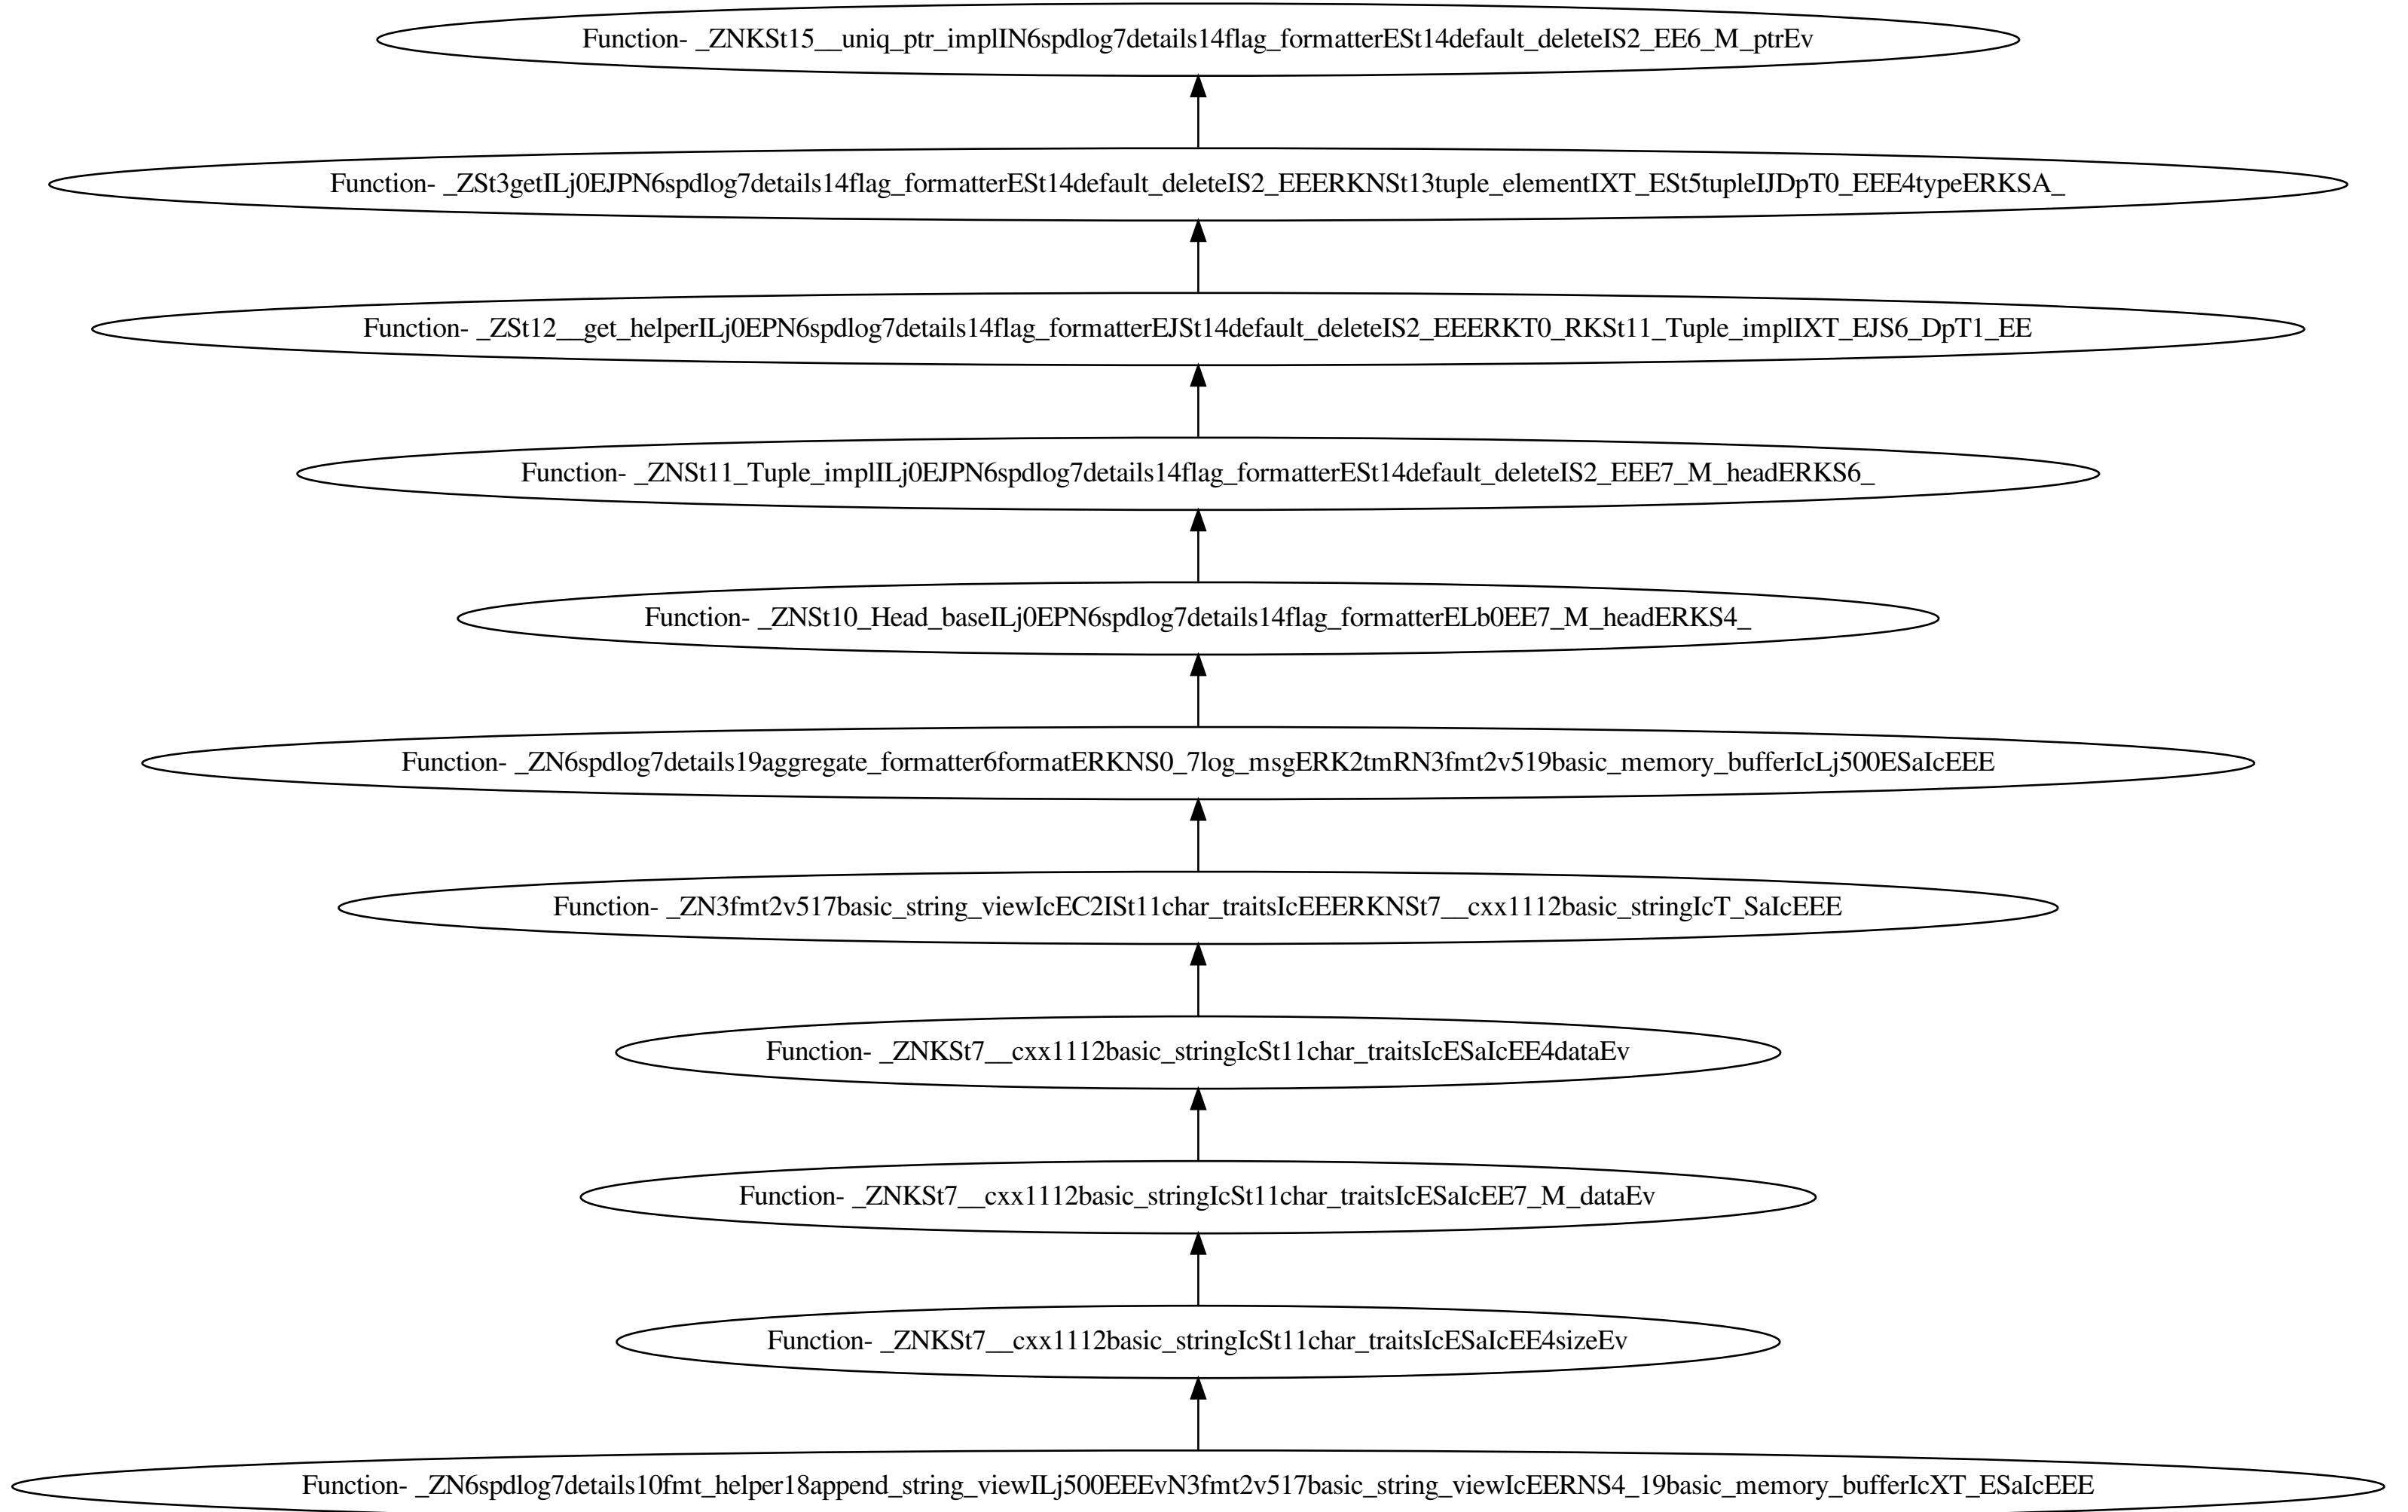 Function- _ZNKSt15__uniq_ptr_implIN6spdlog7details14flag_formatterESt14default_deleteIS2_EE6_M_ptrEv
Function- _ZSt3getILj0EJPN6spdlog7details14flag_formatterESt14default_deleteIS2_EEERKNSt13tuple_elementIXT_ESt5tupleIJDpT0_EEE4typeERKSA_
Function- _ZSt12__get_helperILj0EPN6spdlog7details14flag_formatterEJSt14default_deleteIS2_EEERKT0_RKSt11_Tuple_implIXT_EJS6_DpT1_EE
Function- _ZNSt11_Tuple_implILj0EJPN6spdlog7details14flag_formatterESt14default_deleteIS2_EEE7_M_headERKS6_
Function- _ZNSt10_Head_baseILj0EPN6spdlog7details14flag_formatterELb0EE7_M_headERKS4_
Function- _ZN6spdlog7details19aggregate_formatter6formatERKNS0_7log_msgERK2tmRN3fmt2v519basic_memory_bufferIcLj500ESaIcEEE
Function- _ZN3fmt2v517basic_string_viewIcEC2ISt11char_traitsIcEEERKNSt7__cxx1112basic_stringIcT_SaIcEEE
Function- _ZNKSt7__cxx1112basic_stringIcSt11char_traitsIcESaIcEE4dataEv
Function- _ZNKSt7__cxx1112basic_stringIcSt11char_traitsIcESaIcEE7_M_dataEv
Function- _ZNKSt7__cxx1112basic_stringIcSt11char_traitsIcESaIcEE4sizeEv
Function- _ZN6spdlog7details10fmt_helper18append_string_viewILj500EEEvN3fmt2v517basic_string_viewIcEERNS4_19basic_memory_bufferIcXT_ESaIcEEE